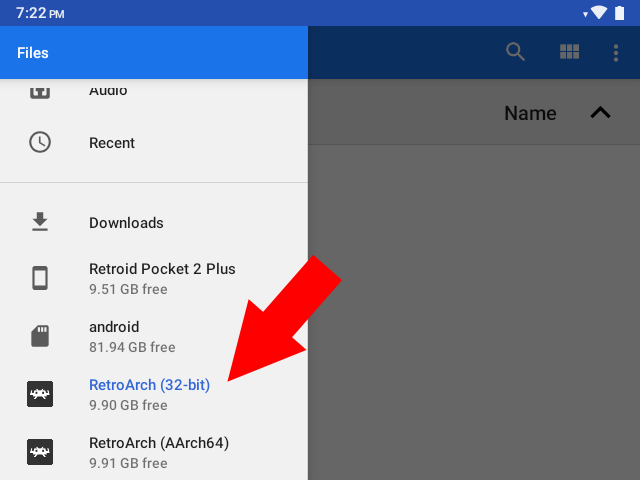 7:22 PM
Files
Audio
Recent
Name
Downloads
Retroid Pocket 2 Plus
9.51 GB free
android
81.94 GB free
RetroArch (32-bit)
9.90 GB free
RetroArch (AArch64)
9.91 GB free